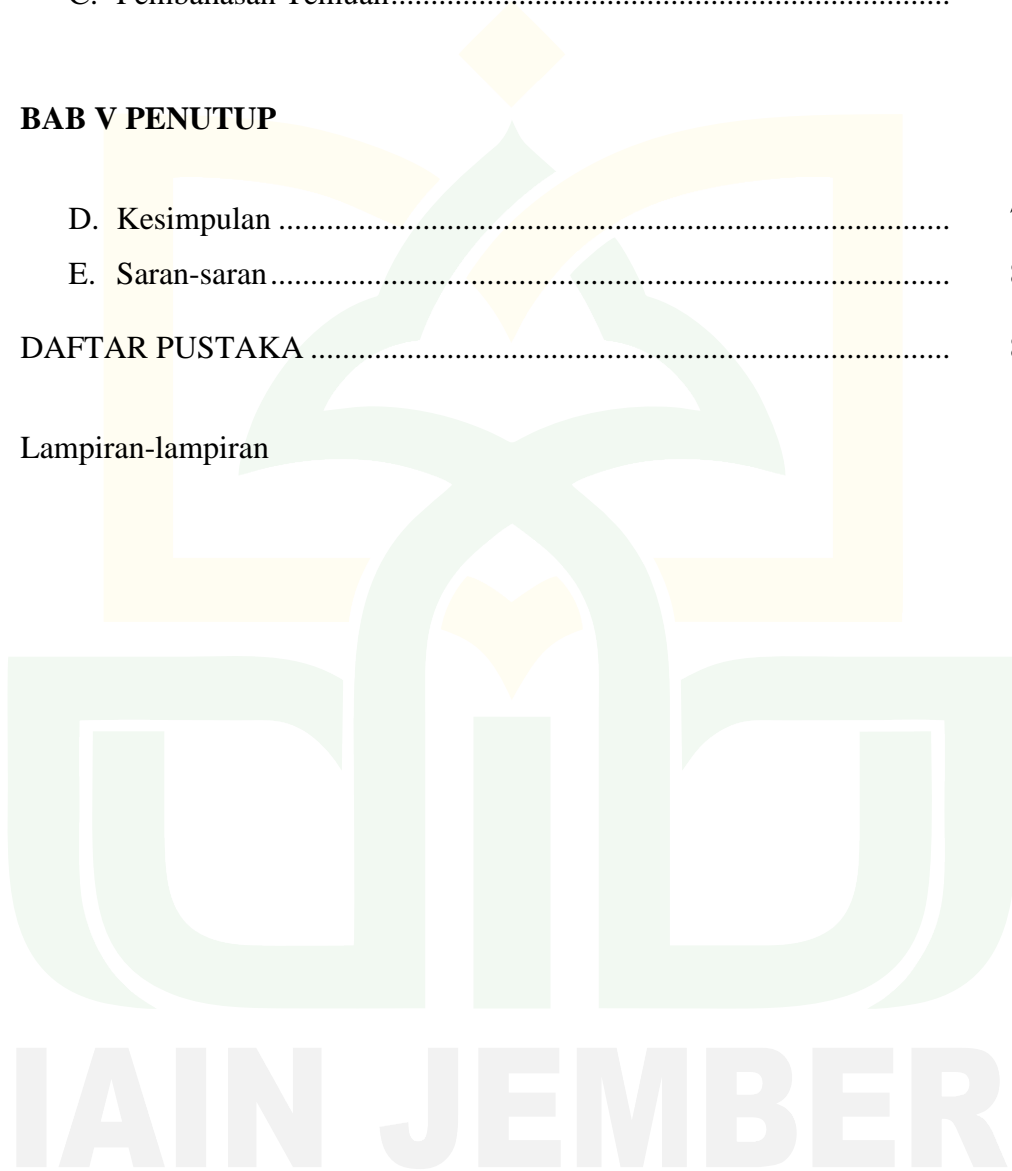 BAB V PENUTUP
D. Kesimpulan ....................................................................................
E. Saran-saran.....................................................................................
DAFTAR PUSTAKA ................................................................................
Lampiran-lampiran
IAIN JEMBER